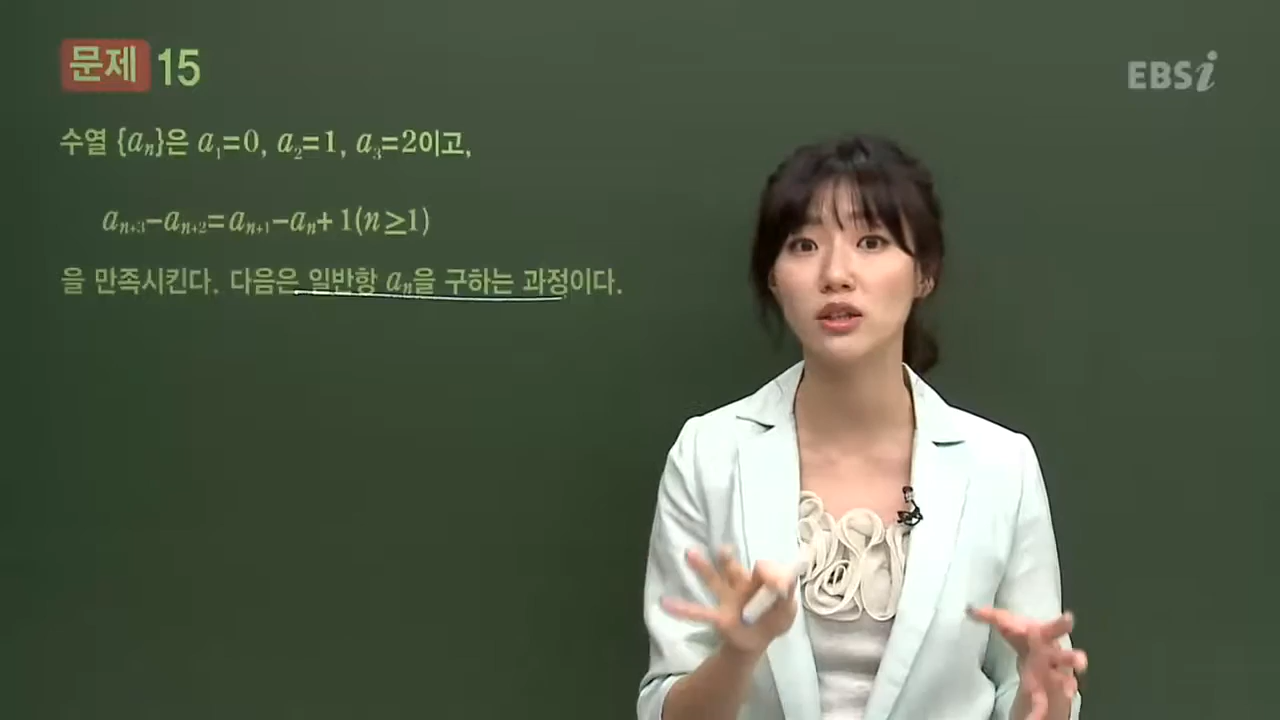 문제 15
EBSi
수열 {aₙ}은 a₁=0, a₂=1, a₃=2이고,
aₙ₊₃-aₙ₊₂=aₙ₊₁-aₙ+1(n≥1)
을 만족시킨다. 다음은 일반항 aₙ을 구하는 과정이다.